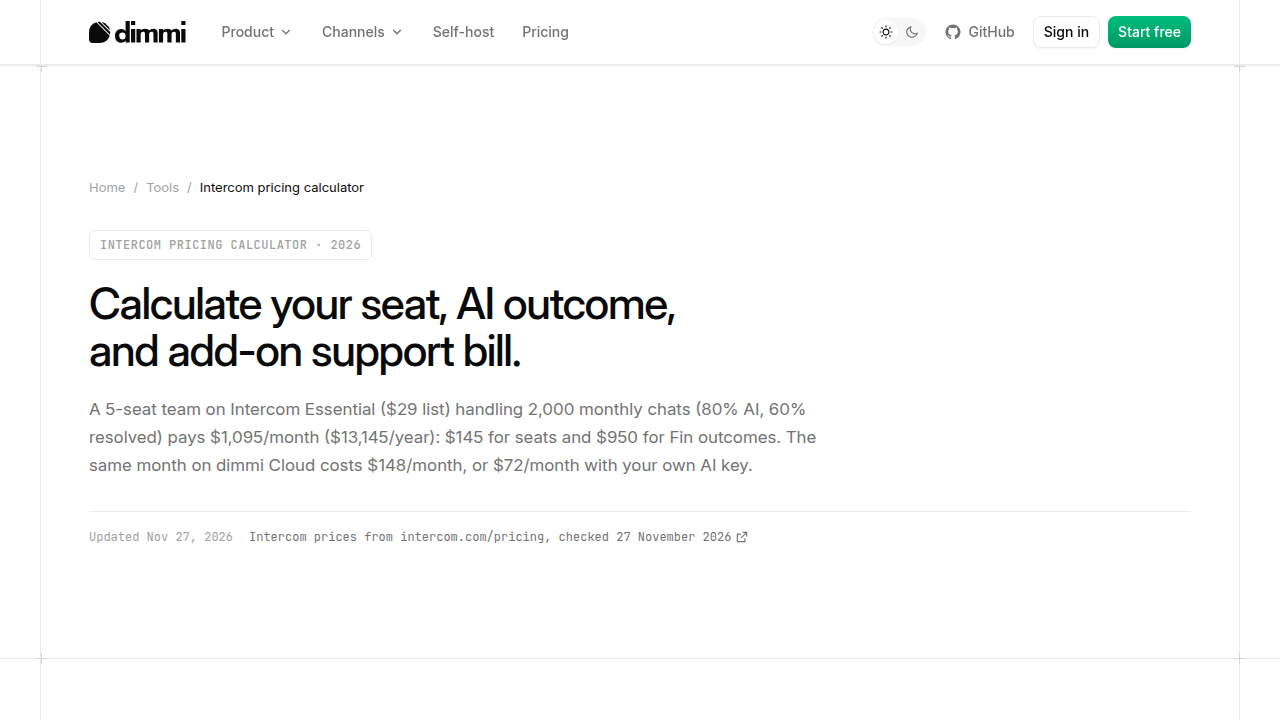 dimmi
Product
Channels
Self-host
Pricing
GitHub
Sign in
Start free
Home / Tools / Intercom pricing calculator
INTERCOM PRICING CALCULATOR · 2026
Calculate your seat, AI outcome,
and add-on support bill.
A 5-seat team on Intercom Essential ($29 list) handling 2,000 monthly chats (80% AI, 60%
resolved) pays $1,095/month ($13,145/year): $145 for seats and $950 for Fin outcomes. The
same month on dimmi Cloud costs $148/month, or $72/month with your own AI key.
Updated Nov 27, 2026
Intercom prices from intercom.com/pricing, checked 27 November 2026